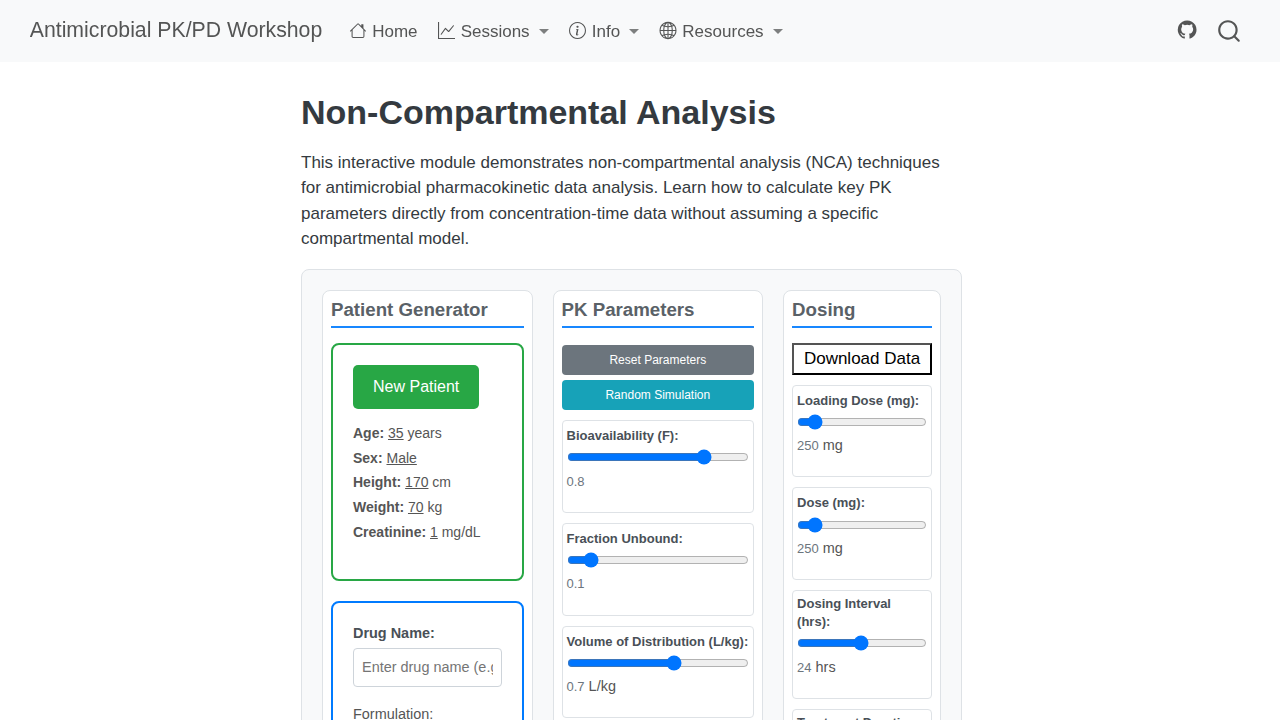 Antimicrobial PK/PD Workshop
Home
Sessions
Info
Resources
Non-Compartmental Analysis
This interactive module demonstrates non-compartmental analysis (NCA) techniques
for antimicrobial pharmacokinetic data analysis. Learn how to calculate key PK
parameters directly from concentration-time data without assuming a specific
compartmental model.
Patient Generator
New Patient
Age: 35 years
Sex: Male
Height: 170 cm
Weight: 70 kg
Creatinine: 1 mg/dL
Drug Name:
Enter drug name (e.g
Formulation:
PK Parameters
Reset Parameters
Random Simulation
Bioavailability (F):
0.8
Fraction Unbound:
0.1
Volume of Distribution (L/kg):
0.7 L/kg
Dosing
Download Data
Loading Dose (mg):
250 mg
Dose (mg):
250 mg
Dosing Interval
(hrs):
24 hrs